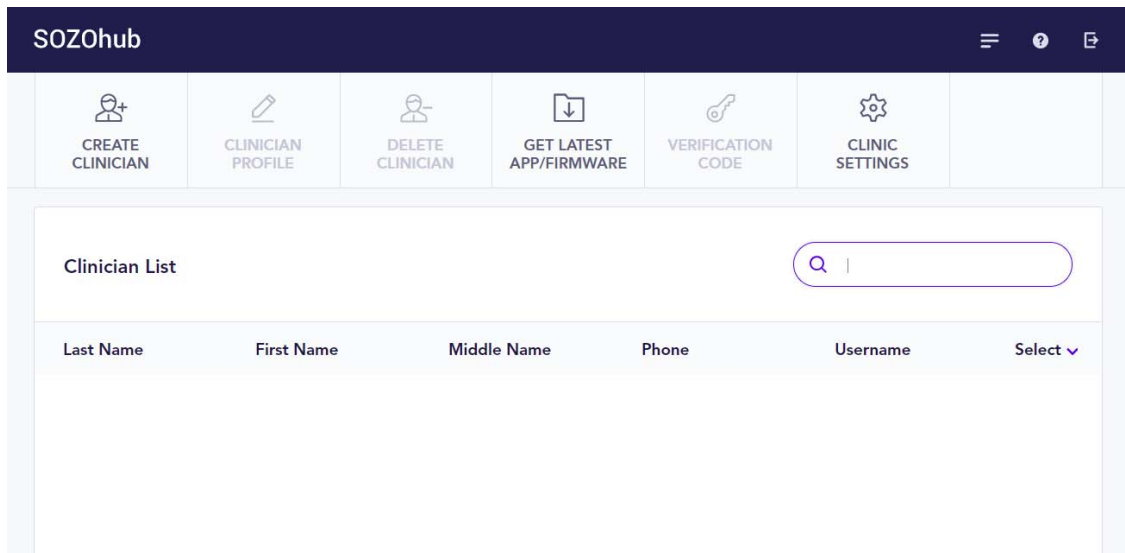 SOZOhub
CREATE
CLINICIAN
CLINICIAN
PROFILE
DELETE
CLINICIAN
GET LATEST
APP/FIRMWARE
VERIFICATION
CODE
CLINIC
SETTINGS
Clinician List
Last Name First Name Middle Name Phone Username Select